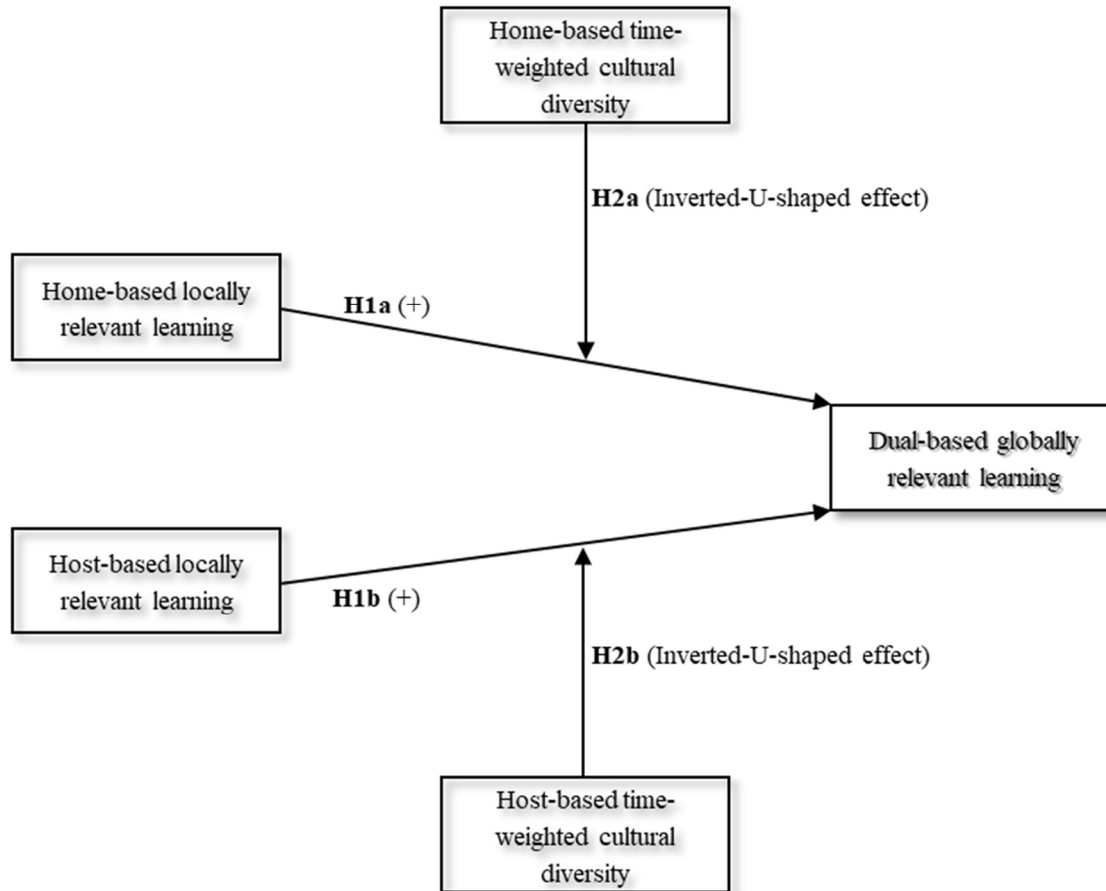 Home-based time-
weighted cultural
diversity
H2a (Inverted-U-shaped effect)
Home-based locally
relevant learning
H1a (+)
Dual-based globally
relevant learning
Host-based locally
relevant learning
H1b (+)
H2b (Inverted-U-shaped effect)
Host-based time-
weighted cultural
diversity